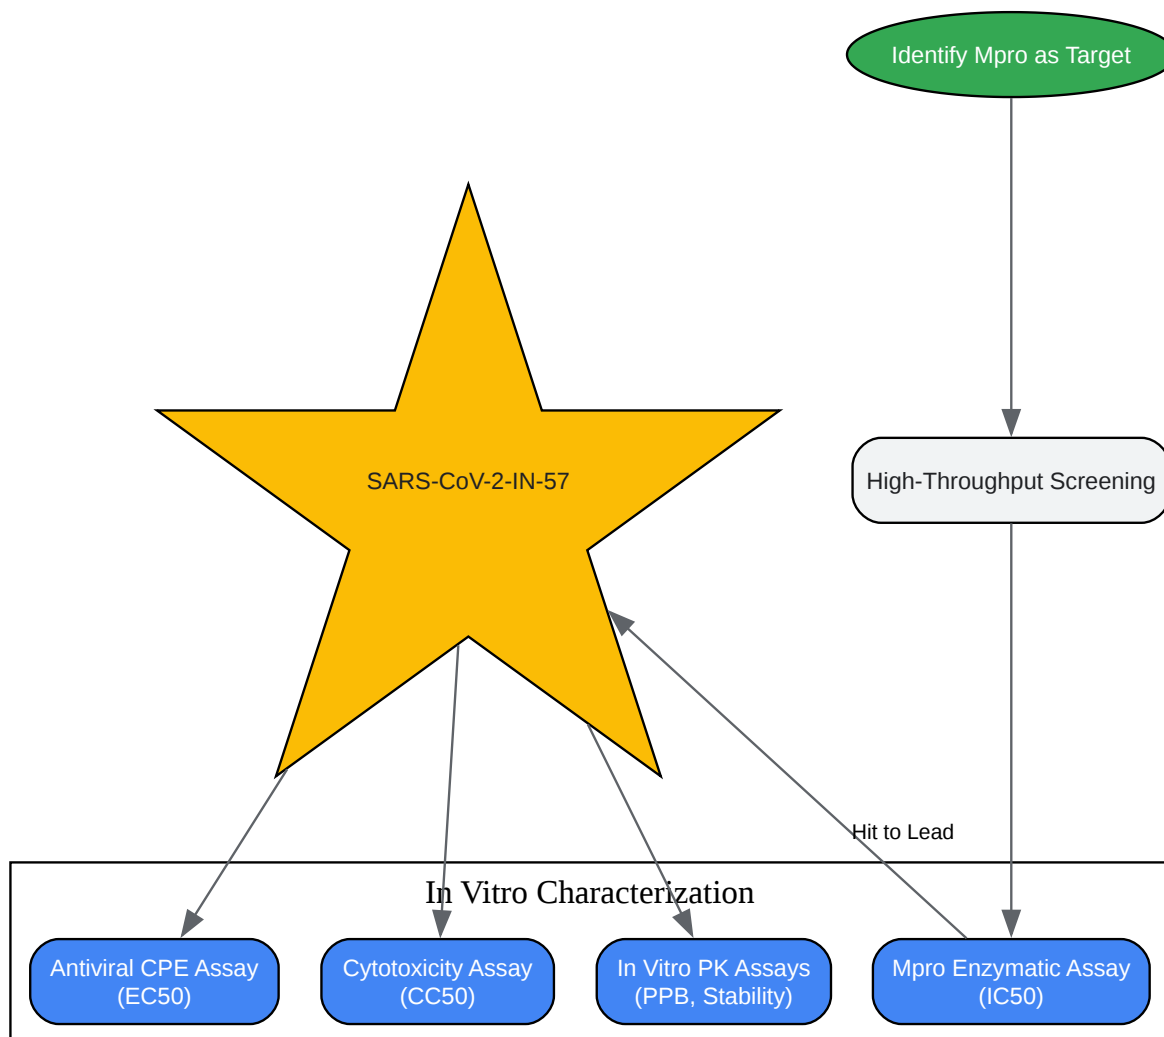 Identify Mpro as Target
SARS-CoV-2-IN-57
High-Throughput Screening
Hit to Lead
In Vitro Characterization
Antiviral CPE Assay
(EC50)
Cytotoxicity Assay
(CC50)
In Vitro PK Assays
(PPB, Stability)
Mpro Enzymatic Assay
(IC50)